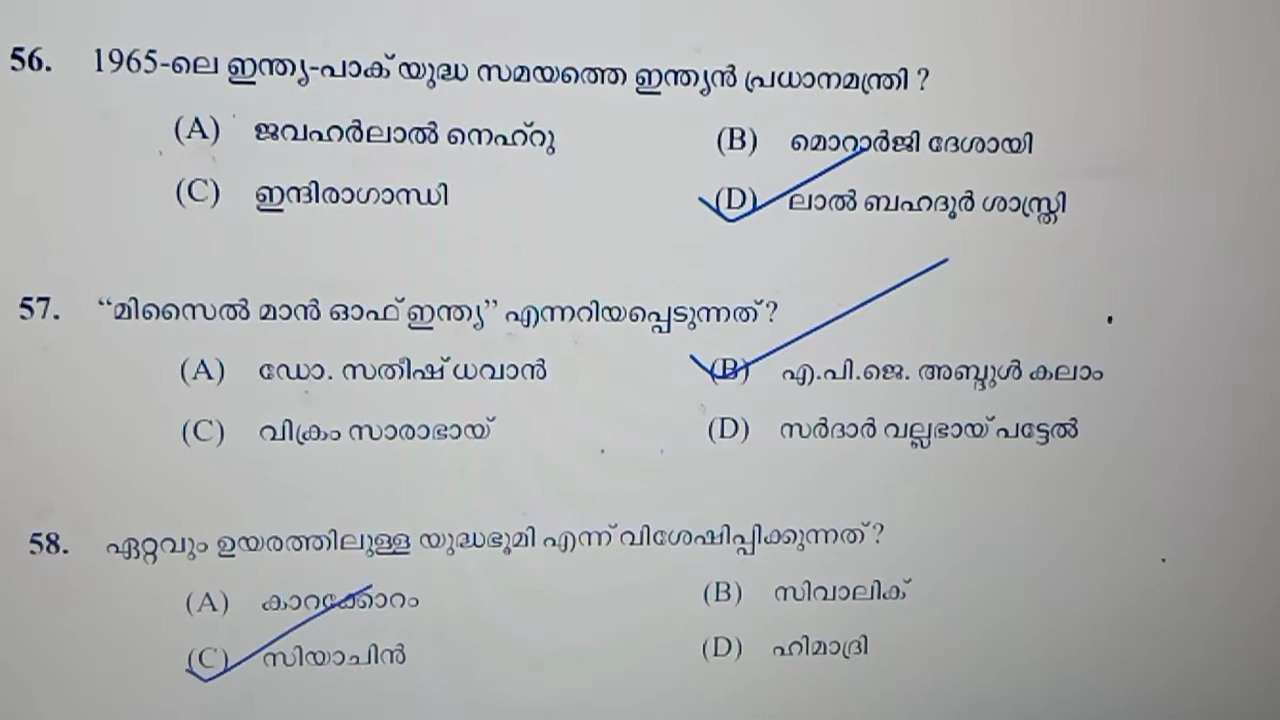 56. 1965-ലെ ഇന്ത്യ-പാക് യുദ്ധ സമയത്തെ ഇന്ത്യൻ പ്രധാനമന്ത്രി ?
(A) ജവഹർലാൽ നെഹ്റു (B) മൊറാർജി ദേശായി
(C) ഇന്ദിരാഗാന്ധി (D) ലാൽ ബഹദുർ ശാസ്ത്രി
57. “മിസൈൽ മാൻ ഓഫ് ഇന്ത്യ” എന്നറിയപ്പെടുന്നത് ?
(A) ഡോ. സതീഷ് ധവാൻ (B) എ.പി.ജെ. അബ്ദുൾ കലാം
(C) വിക്രം സാരാഭായ് (D) സർദാർ വല്ലഭായ് പട്ടേൽ
58. ഏറ്റവും ഉയരത്തിലുള്ള യുദ്ധഭൂമി എന്ന് വിശേഷിപ്പിക്കുന്നത് ?
(A) കാറക്കോറം (B) സിവാലിക്
(C) സിയാചിൻ (D) ഹിമാദ്രി